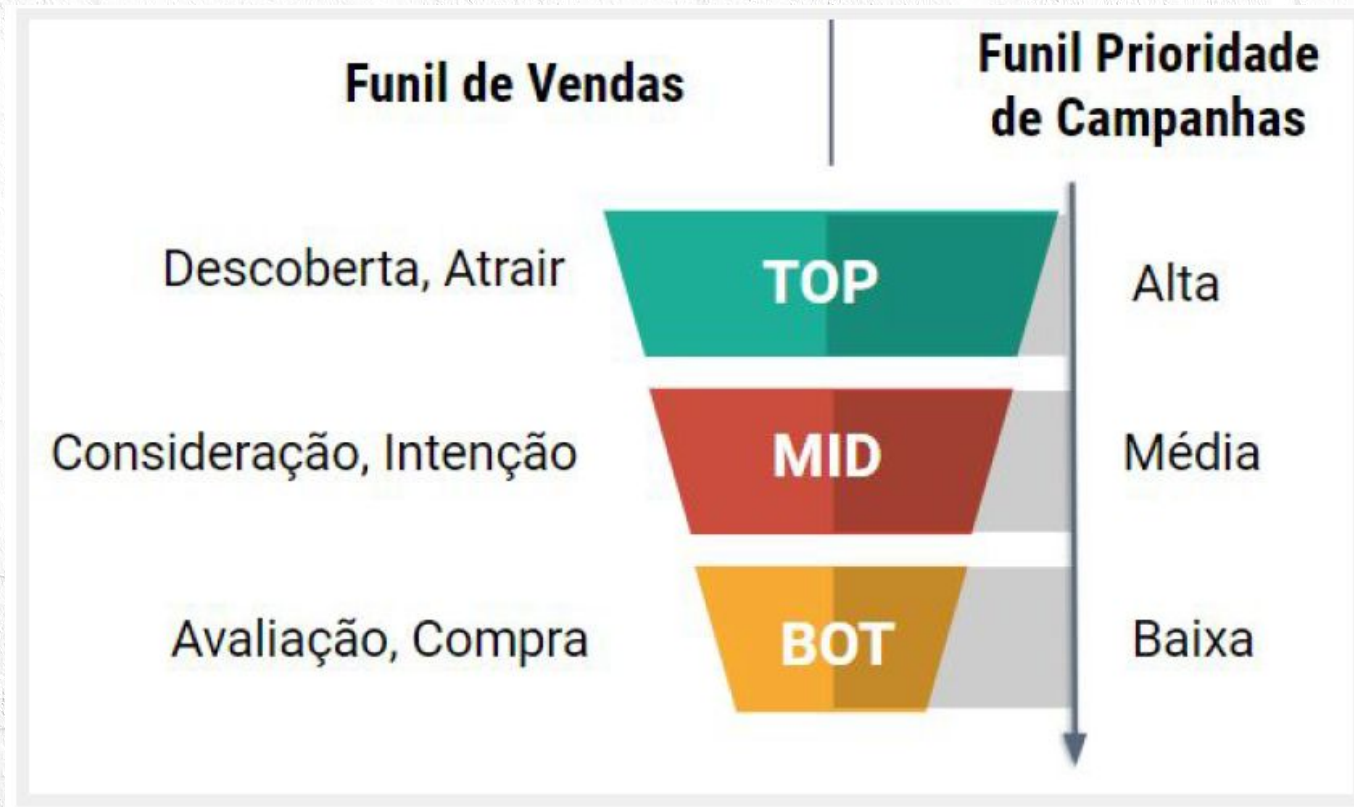 Funil de Vendas
Funil Prioridade
de Campanhas
Descoberta, Atrair
TOP
Alta
Consideração, Intenção
MID
Média
Avaliação, Compra
BOT
Baixa